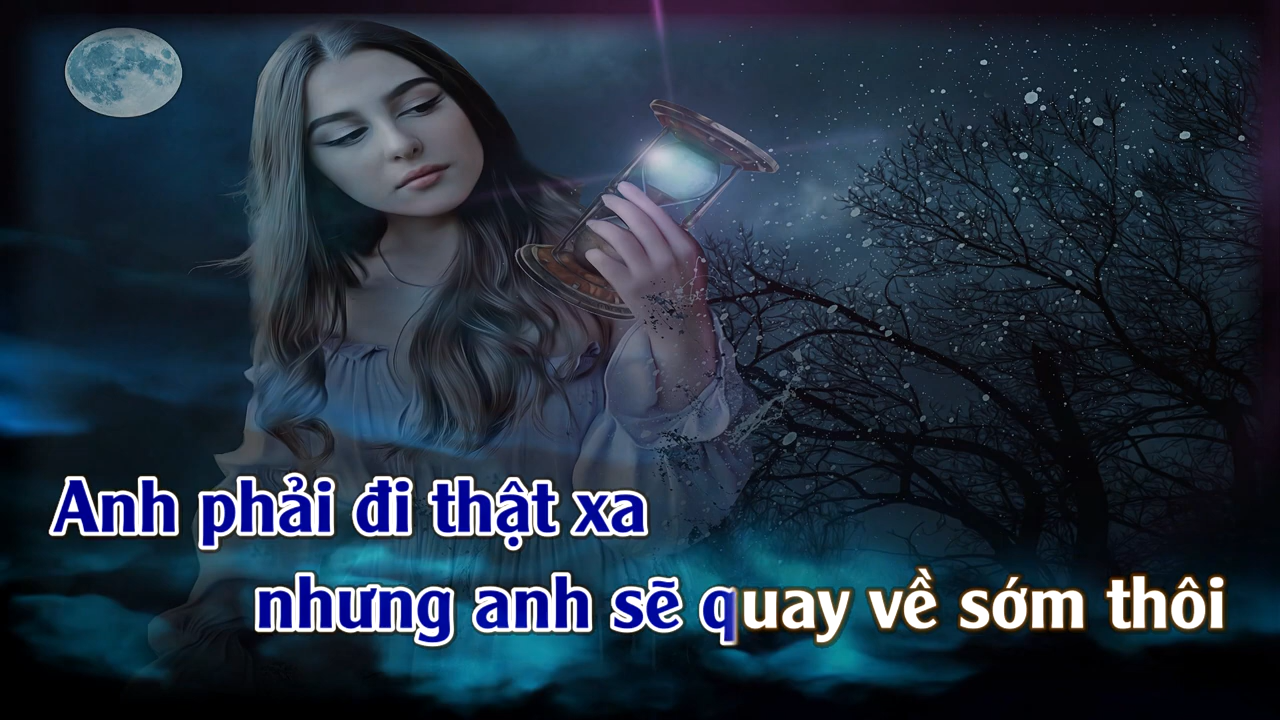 Anh phải đi thật xa
nhưng anh sẽ quay về sớm thôi